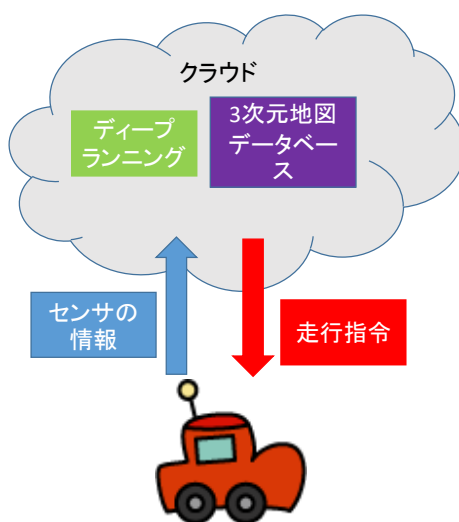 クラウド
ディープ
ランニング
3次元地図
データベー
ス
センサの
情報
走行指令